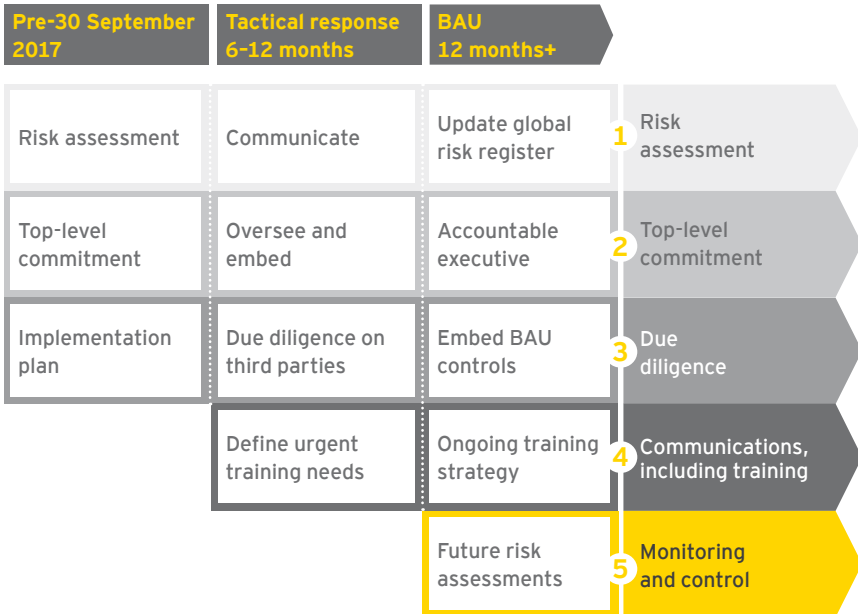 Pre-30 September
2017
Tactical response
6–12 months
BAU
12 months+
Risk assessment
Communicate
Update global
risk register
1
Risk
assessment
Top-level
commitment
Oversee and
embed
Accountable
executive
2
Top-level
commitment
Implementation
plan
Due diligence on
third parties
Embed BAU
controls
3
Due
diligence
Define urgent
training needs
Ongoing training
strategy
4
Communications,
including training
Future risk
assessments
5
Monitoring
and control